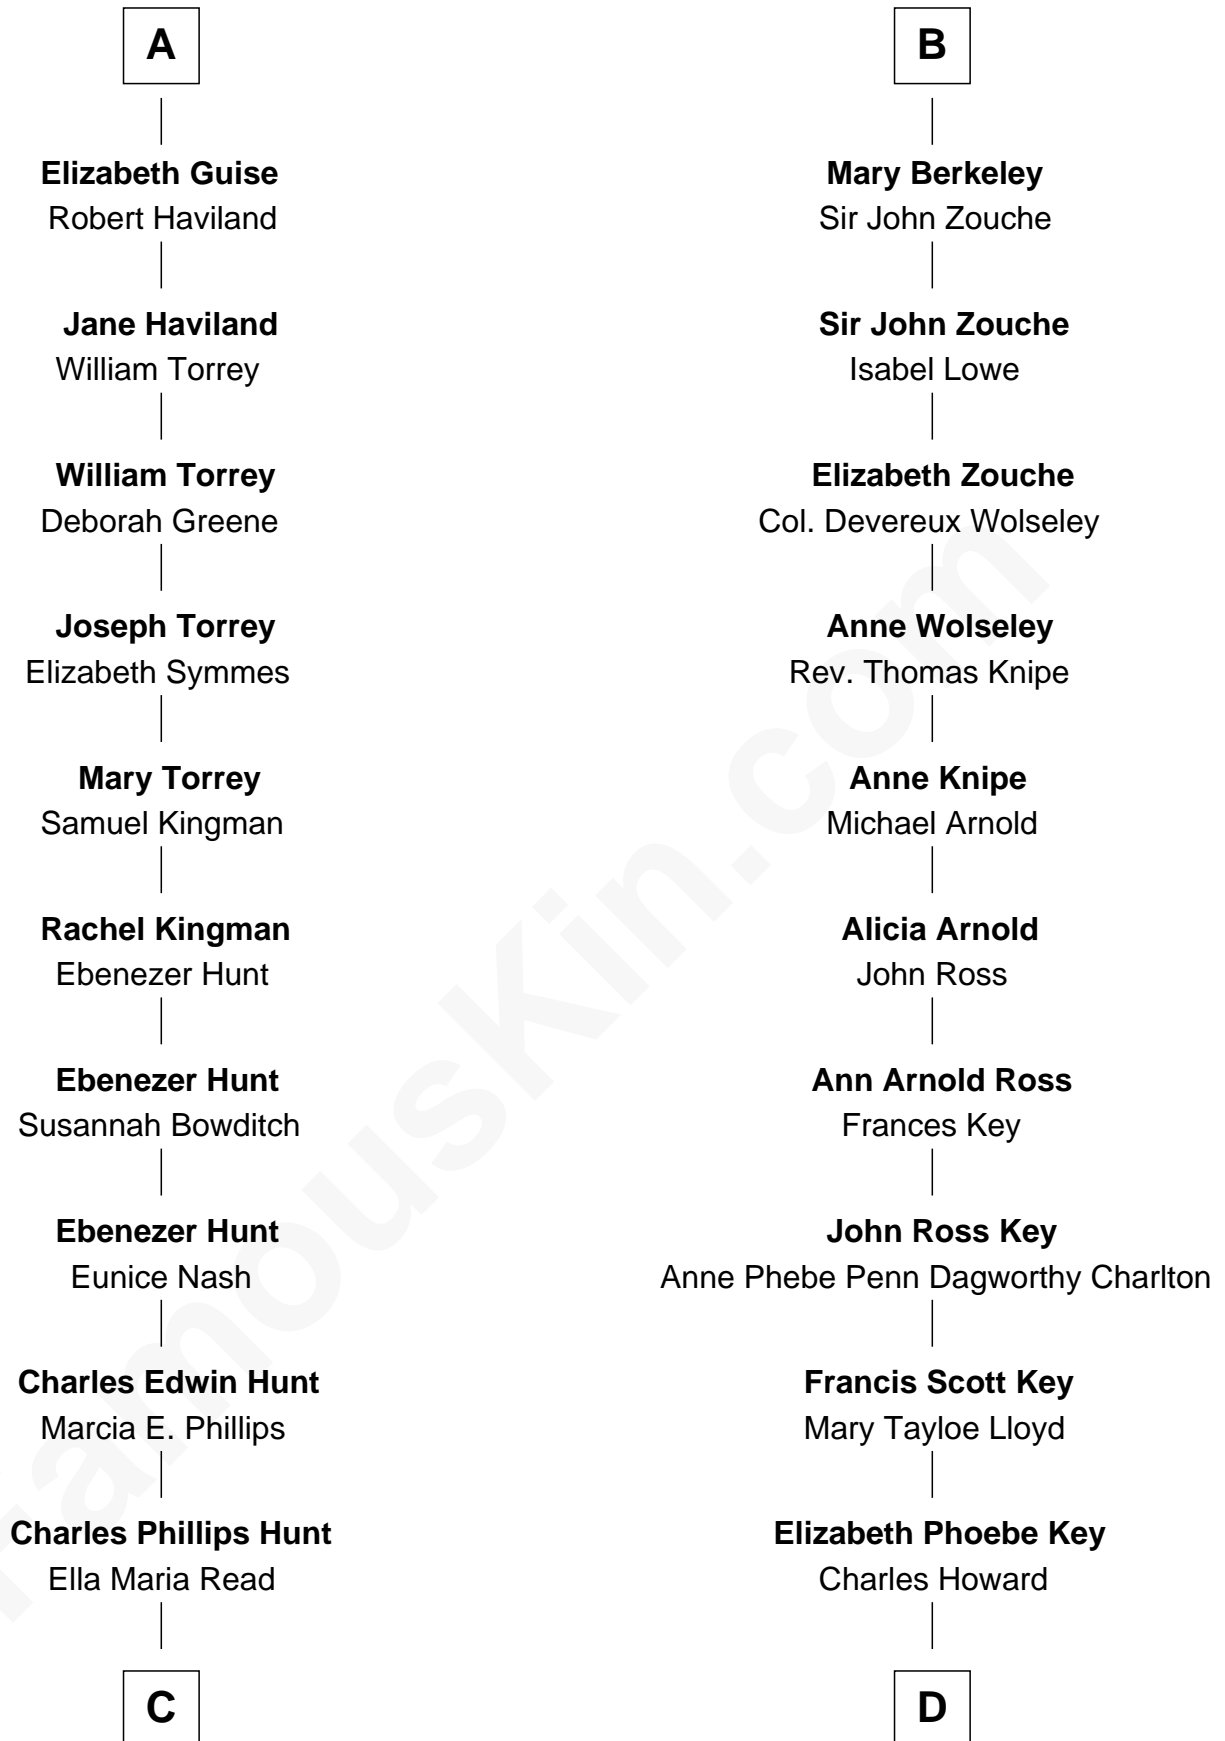 A
Elizabeth Guise
Robert Haviland
Jane Haviland
William Torrey
William Torrey
Deborah Greene
Joseph Torrey
Elizabeth Symmes
Mary Torrey
Samuel Kingman
Rachel Kingman
Ebenezer Hunt
Ebenezer Hunt
Susannah Bowditch
Ebenezer Hunt
Eunice Nash
Charles Edwin Hunt
Marcia E. Phillips
Charles Phillips Hunt
Ella Maria Read
C
B
Mary Berkeley
Sir John Zouche
Sir John Zouche
Isabel Lowe
Elizabeth Zouche
Col. Devereux Wolseley
Anne Wolseley
Rev. Thomas Knipe
Anne Knipe
Michael Arnold
Alicia Arnold
John Ross
Ann Arnold Ross
Frances Key
John Ross Key
Anne Phebe Penn Dagworthy Charlton
Francis Scott Key
Mary Tayloe Lloyd
Elizabeth Phoebe Key
Charles Howard
D
FamousKin.com